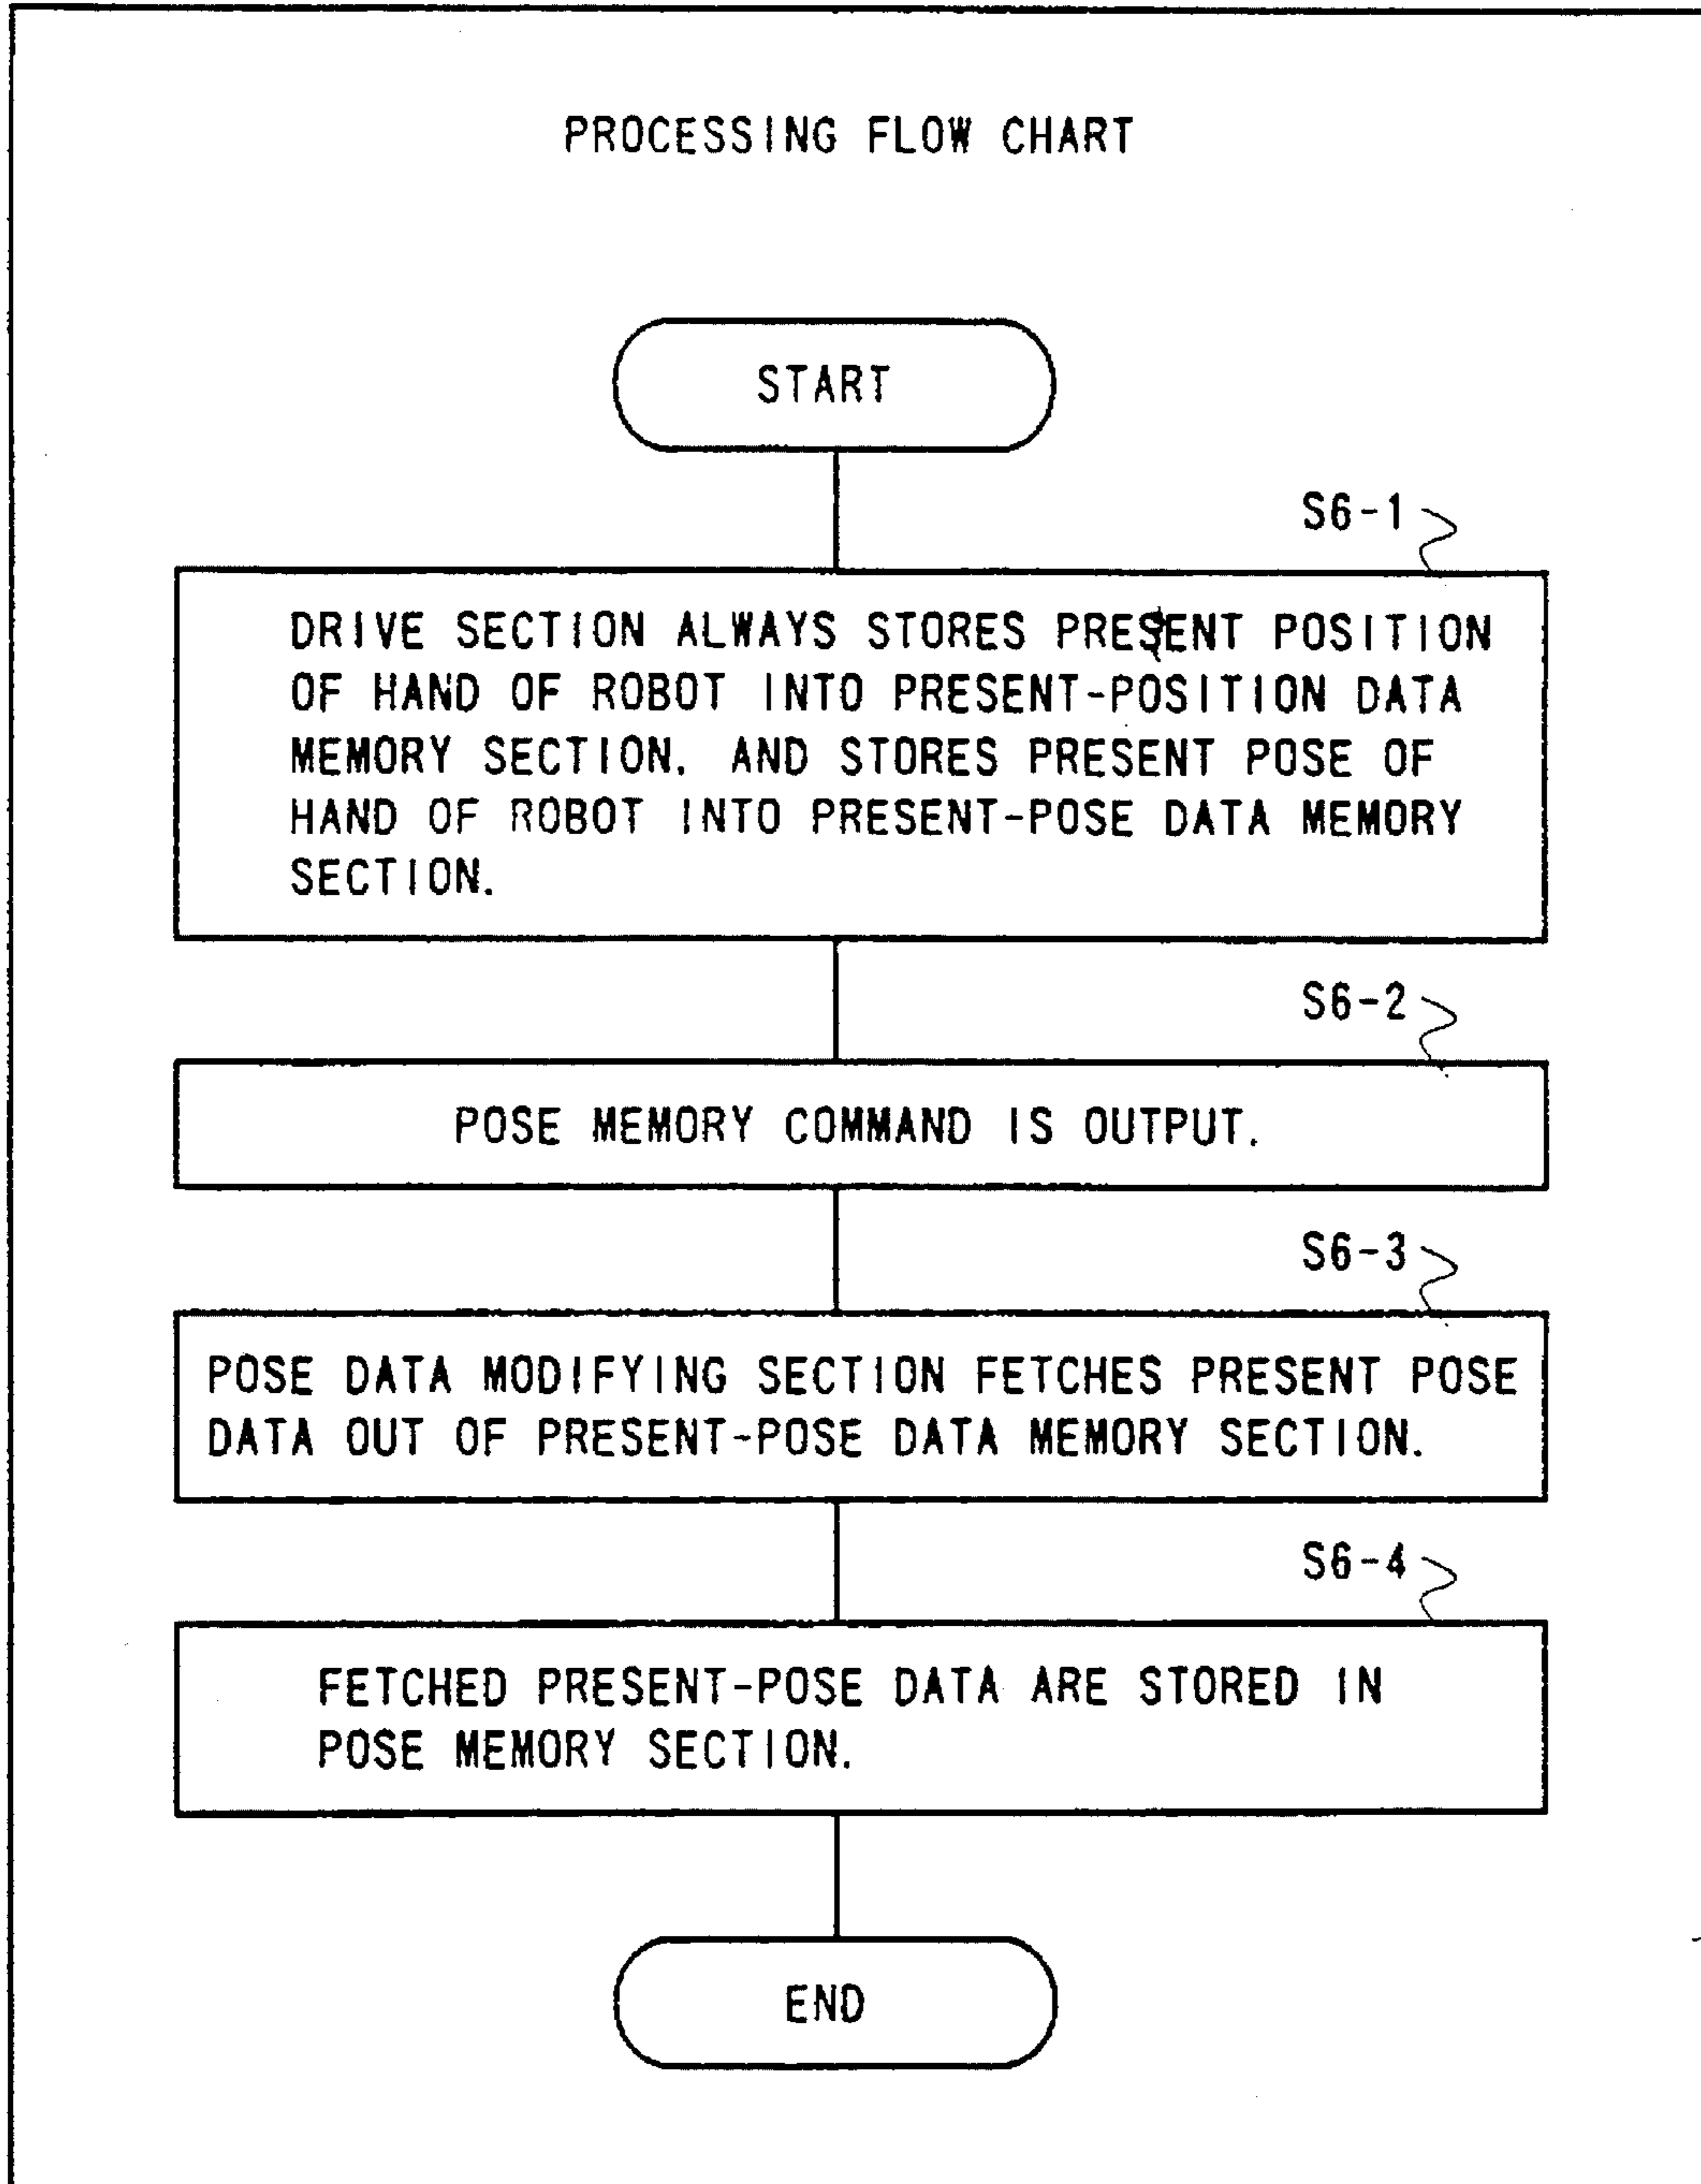 PROCESSING FLOW CHART
START
S6-1
DRIVE SECTION ALWAYS STORES PRESENT POSITION
OF HAND OF ROBOT INTO PRESENT-POSITION DATA
MEMORY SECTION. AND STORES PRESENT POSE OF
HAND OF ROBOT INTO PRESENT-POSE DATA MEMORY
SECTION.
S6-2
POSE MEMORY COMMAND IS OUTPUT.
S6-3
POSE DATA MODIFYING SECTION FETCHES PRESENT POSE
DATA OUT OF PRESENT-POSE DATA MEMORY SECTION.
S6-4
FETCHED PRESENT-POSE DATA ARE STORED IN
POSE MEMORY SECTION.
END